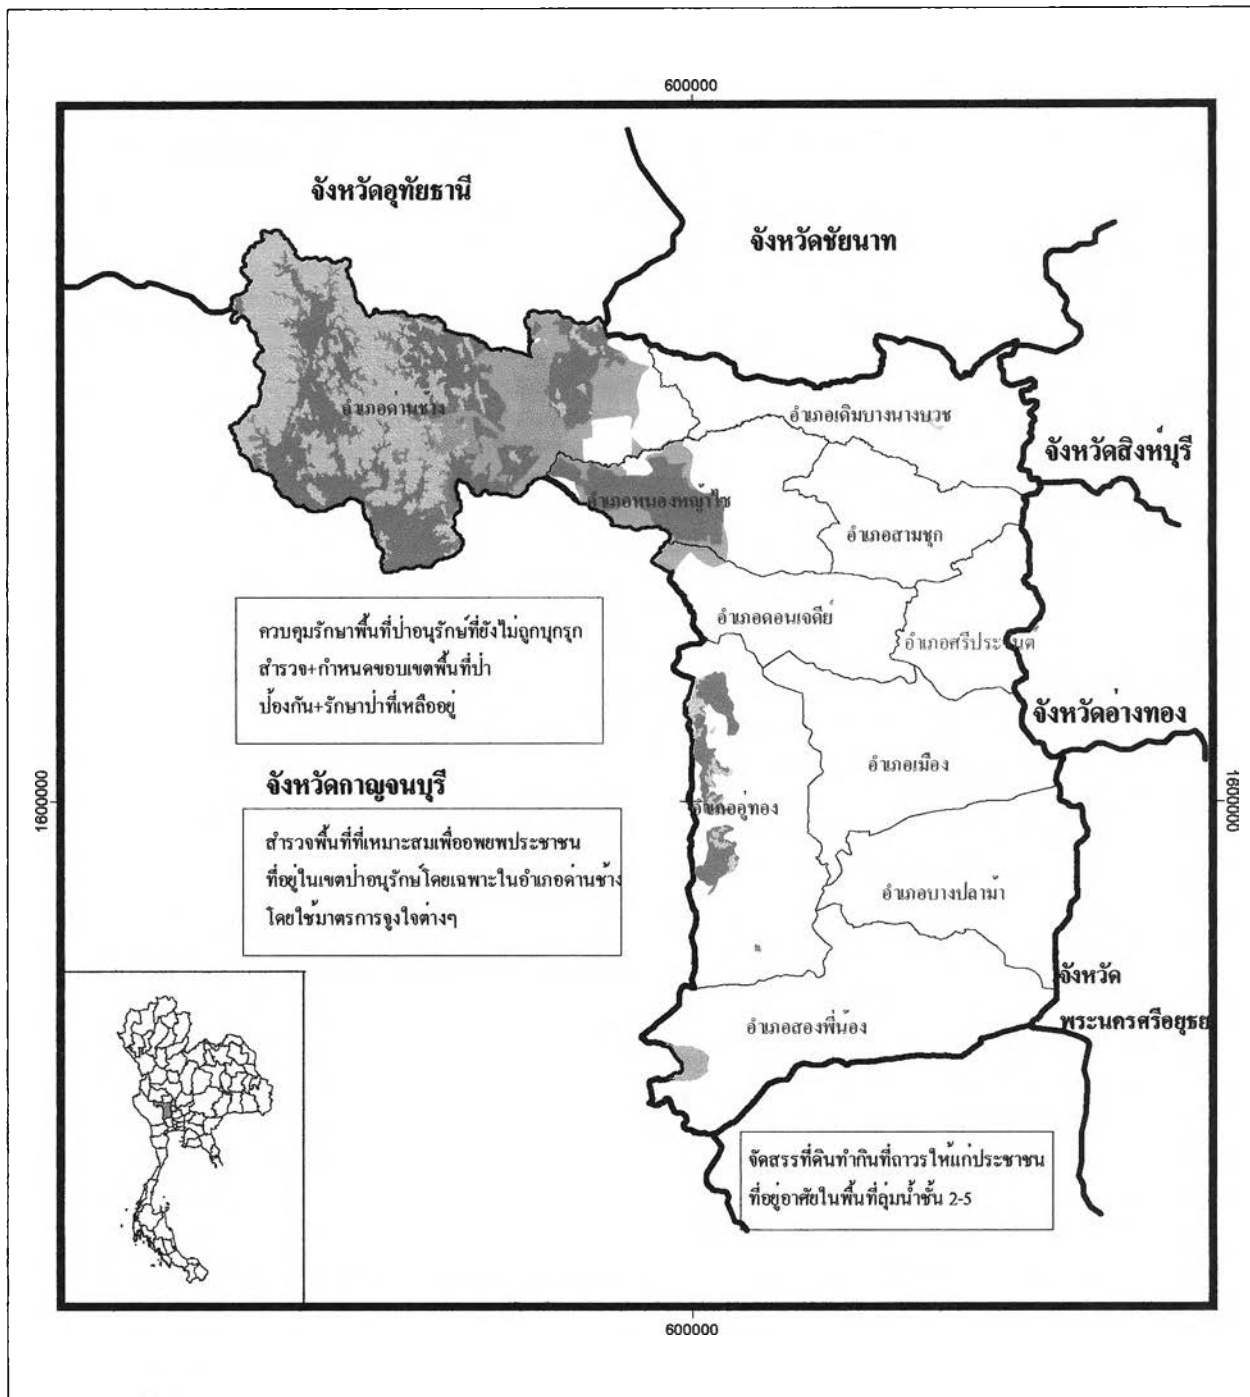 600000
จังหวัดอุทัยธานี
จังหวัดชัยนาท
อำเภอด่านช้าง
อำเภอเดิมบางนางบวช
จังหวัดสิงห์บุรี
อำเภอหนองหญ้าไซ
อำเภอสามชุก
อำเภอดอนเจดีย์
อำเภอศรีประจันต์
ควบคุมรักษาพื้นที่ป่าอนุรักษ์ที่ยังไม่ถูกบุกรุก
สำรวจ+กำหนดขอบเขตพื้นที่ป่า
ป้องกัน+รักษาป่าที่เหลืออยู่
จังหวัดอ่างทอง
อำเภอเมือง
จังหวัดกาญจนบุรี
1600000
1600000
อำเภออู่ทอง
สำรวจพื้นที่ที่เหมาะสมเพื่ออพยพประชาชน
ที่อยู่ในเขตป่าอนุรักษ์โดยเฉพาะในอำเภอด่านช้าง
โดยใช้มาตรการจูงใจต่างๆ
อำเภอบางปลาม้า
จังหวัด
พระนครศรีอยุธย
อำเภอสองพี่น้อง
จัดสรรที่ดินทำกินที่ถาวรให้แก่ประชาชน
ที่อยู่อาศัยในพื้นที่ลุ่มน้ำชั้น 2-5
600000